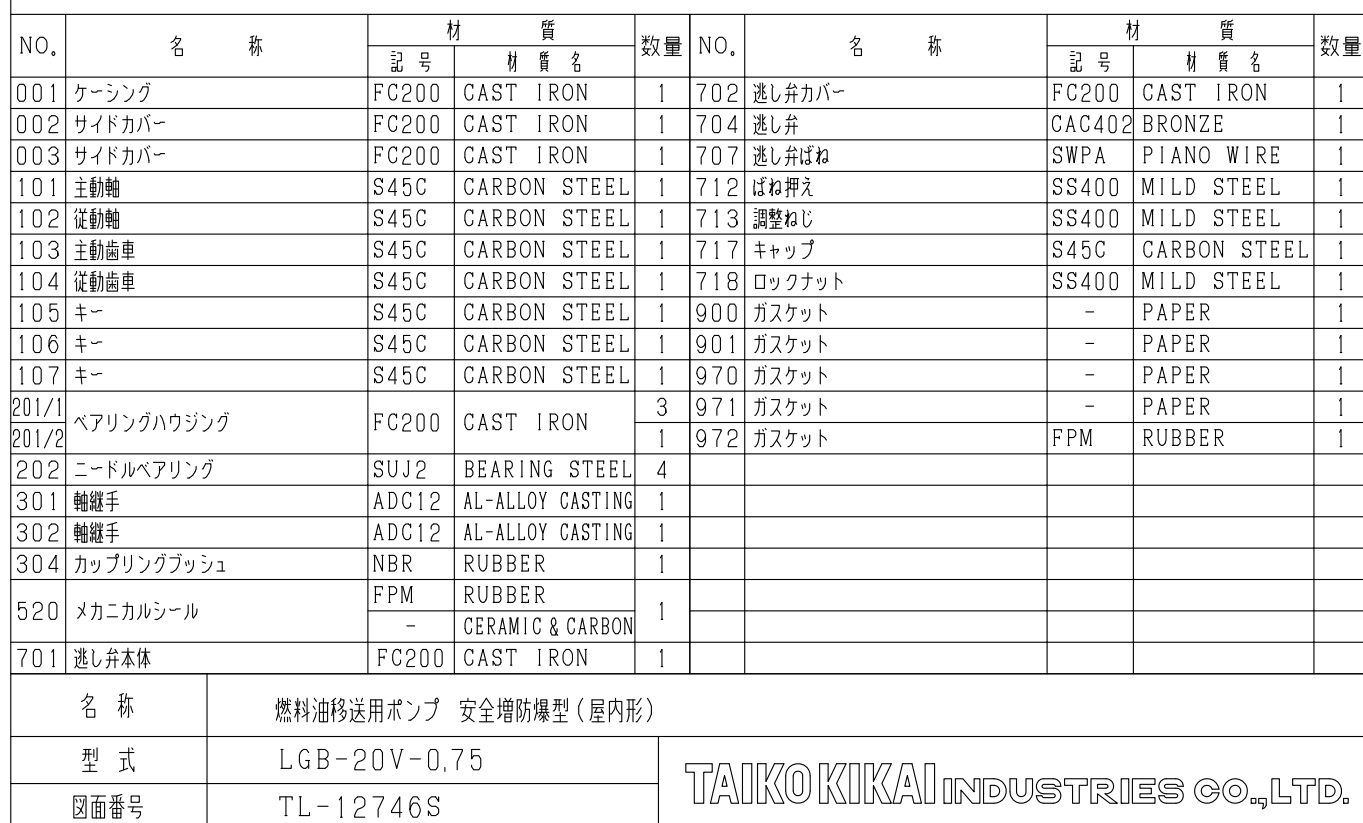 NO. 名 称 材 質 数量 NO. 名 称 材 質 数量
記 号 材 質 名 記 号 材 質 名
001 ケーシング FC200 CAST IRON 1 702 逃し弁カバー FC200 CAST IRON 1
002 サイドカバー FC200 CAST IRON 1 704 逃し弁 CAC402 BRONZE 1
003 サイドカバー FC200 CAST IRON 1 707 逃し弁ばね SWPA PIANO WIRE 1
101 主動軸 S45C CARBON STEEL 1 712 ばね押え SS400 MILD STEEL 1
102 従動軸 S45C CARBON STEEL 1 713 調整ねじ SS400 MILD STEEL 1
103 主動歯車 S45C CARBON STEEL 1 717 キャップ S45C CARBON STEEL 1
104 従動歯車 S45C CARBON STEEL 1 718 ロックナット SS400 MILD STEEL 1
105 キー S45C CARBON STEEL 1 900 ガスケット - PAPER 1
106 キー S45C CARBON STEEL 1 901 ガスケット - PAPER 1
107 キー S45C CARBON STEEL 1 970 ガスケット - PAPER 1
201/1 ベアリングハウジング FC200 CAST IRON 3 971 ガスケット - PAPER 1
201/2 1 972 ガスケット FPM RUBBER 1
202 ニードルベアリング SUJ2 BEARING STEEL 4
301 軸継手 ADC12 AL-ALLOY CASTING 1
302 軸継手 ADC12 AL-ALLOY CASTING 1
304 カップリングブッシュ NBR RUBBER 1
520 メカニカルシール FPM RUBBER 1
- CERAMIC & CARBON
701 逃し弁本体 FC200 CAST IRON 1
名 称 燃料油移送用ポンプ 安全増防爆型(屋内形)
型 式 LGB-20V-0.75
図面番号 TL-12746S
TAIKO KIKAI INDUSTRIES CO.,LTD.